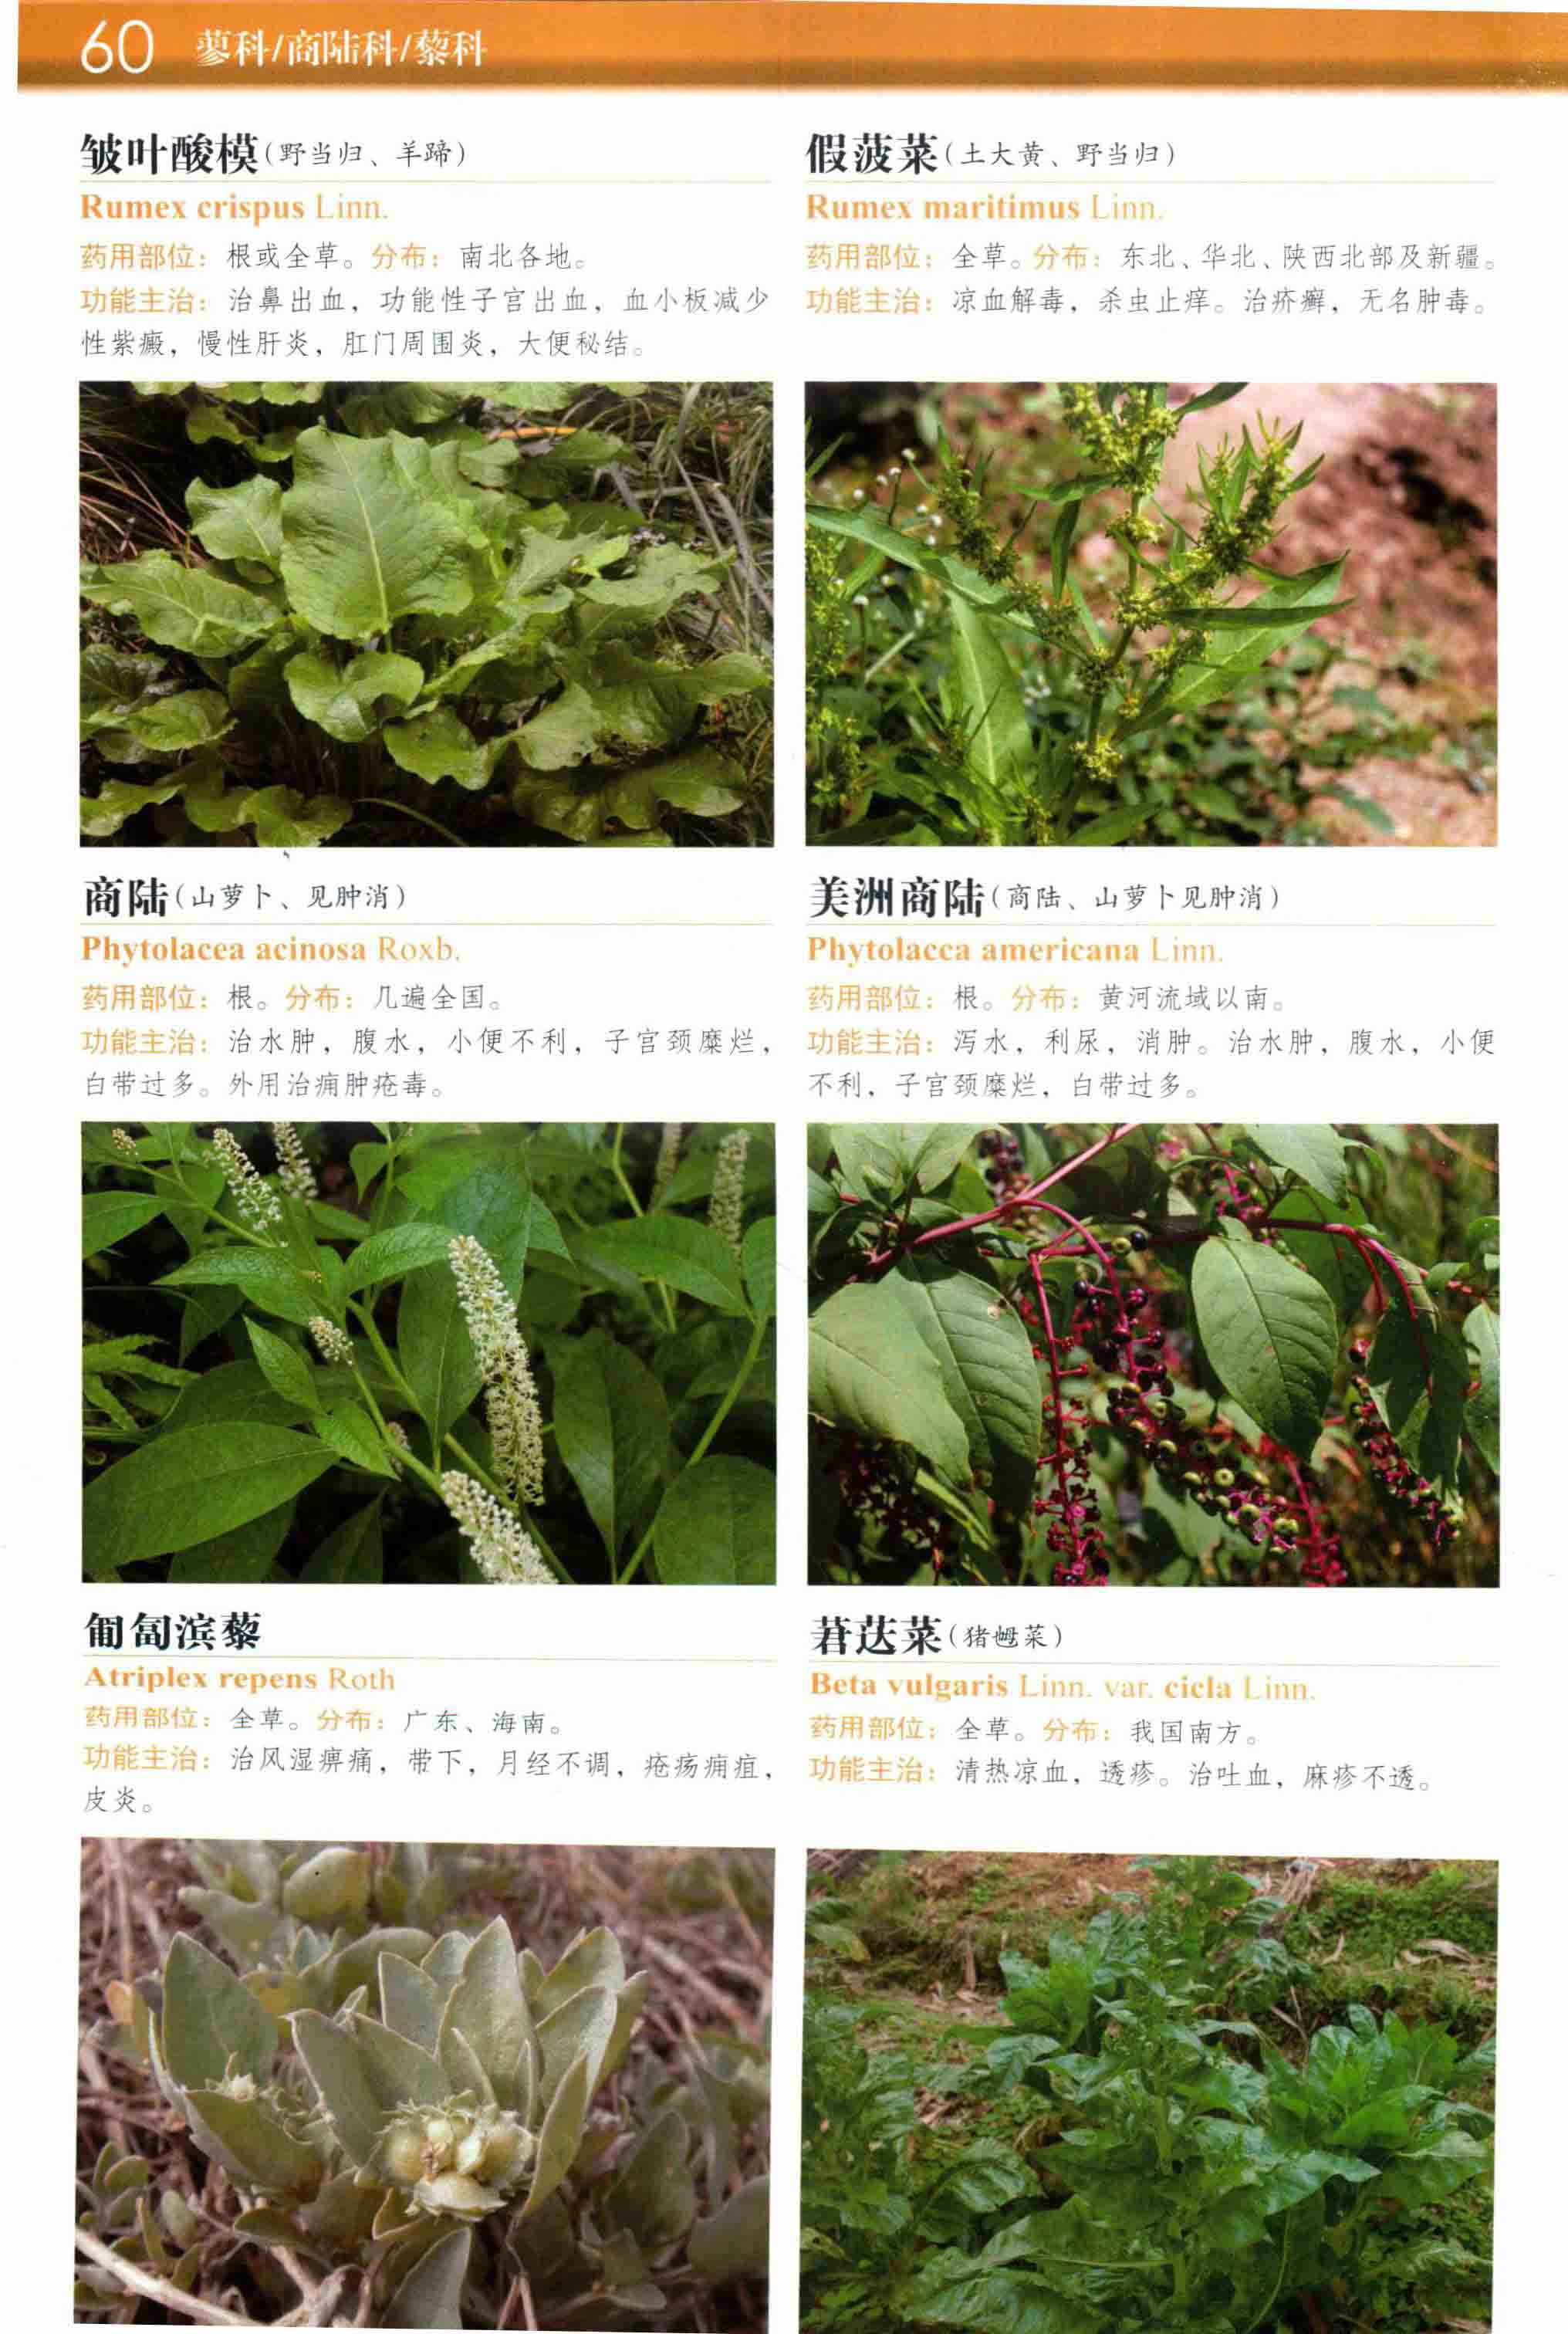 60 蓼科/商陆科/藜科
皱叶酸模(野当归、羊蹄)
Rumex crispus Linn.
药用部位：根或全草。分布：南北各地。
功能主治：治鼻出血，功能性子宫出血，血小板减少
性紫癜，慢性肝炎，肛门周围炎，大便秘结。
假菠菜(土大黄、野当归)
Rumex maritimus Linn.
药用部位：全草。分布：东北、华北、陕西北部及新疆。
功能主治：凉血解毒，杀虫止痒。治疥癣，无名肿毒。
商陆(山萝卜、见肿消)
Phytolacea acinosa Roxb.
药用部位：根。分布：几遍全国。
功能主治：治水肿，腹水，小便不利，子宫颈糜烂，
白带过多。外用治痈肿疮毒。
美洲商陆(商陆、山萝卜见肿消)
Phytolacca americana Linn.
药用部位：根。分布：黄河流域以南。
功能主治：泻水，利尿，消肿。治水肿，腹水，小便
不利，子宫颈糜烂，白带过多。
匍匐滨藜
Atriplex repens Roth
药用部位：全草。分布：广东、海南。
功能主治：治风湿痹痛，带下，月经不调，疮疡痈疽，
皮炎。
莙荙菜(猪乸菜)
Beta vulgaris Linn. var. cicla Linn.
药用部位：全草。分布：我国南方。
功能主治：清热凉血，透疹。治吐血，麻疹不透。